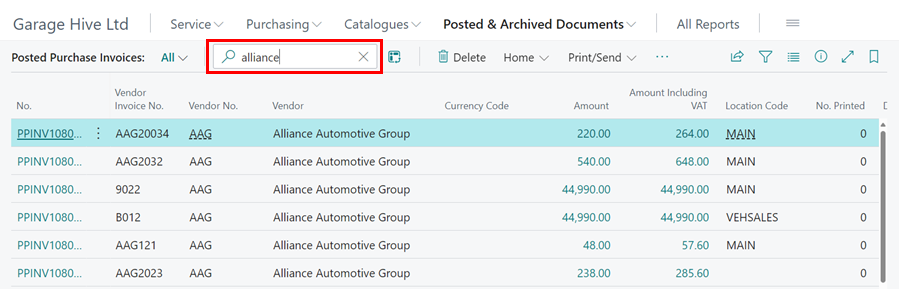 Garage Hive Ltd Service Purchasing Catalogues Posted & Archived Documents All Reports
Posted Purchase Invoices: All alliance Delete Home Print/Send ...
No. Vendor Invoice No. Vendor No. Vendor Currency Code Amount Amount Including VAT Location Code No. Printed D
PPINV1080... AAG20034 AAG Alliance Automotive Group 220.00 264.00 MAIN 0
PPINV1080... AAG2032 AAG Alliance Automotive Group 540.00 648.00 MAIN 0
PPINV1080... 9022 AAG Alliance Automotive Group 44,990.00 44,990.00 MAIN 0
PPINV1080... B012 AAG Alliance Automotive Group 44,990.00 44,990.00 VEHSALES 0
PPINV1080... AAG121 AAG Alliance Automotive Group 48.00 57.60 MAIN 0
PPINV1080... AAG2023 AAG Alliance Automotive Group 238.00 285.60 0